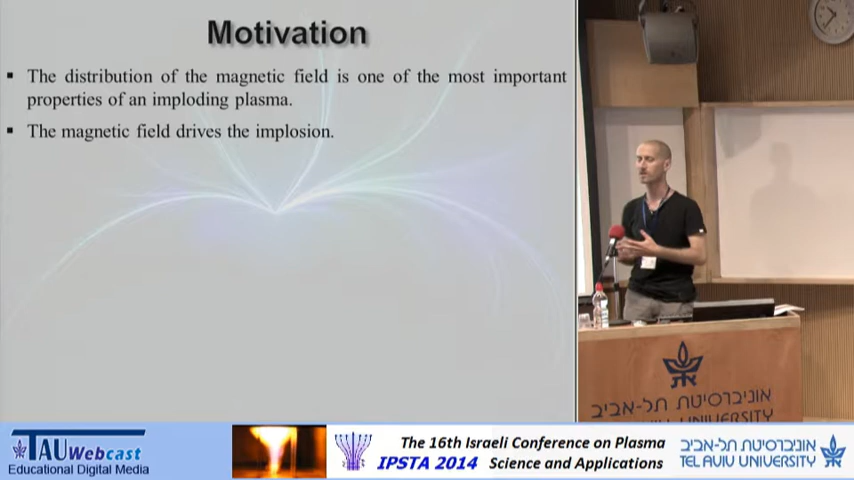 Motivation
▪ The distribution of the magnetic field is one of the most important
properties of an imploding plasma.
▪ The magnetic field drives the implosion.
אוניברסיטת תל-אביב
UNIVERSITY
TAU Webcast
Educational Digital Media
The 16th Israeli Conference on Plasma
IPSTA 2014 Science and Applications
אוניברסיטת תל-אביב
TEL AVIV UNIVERSITY